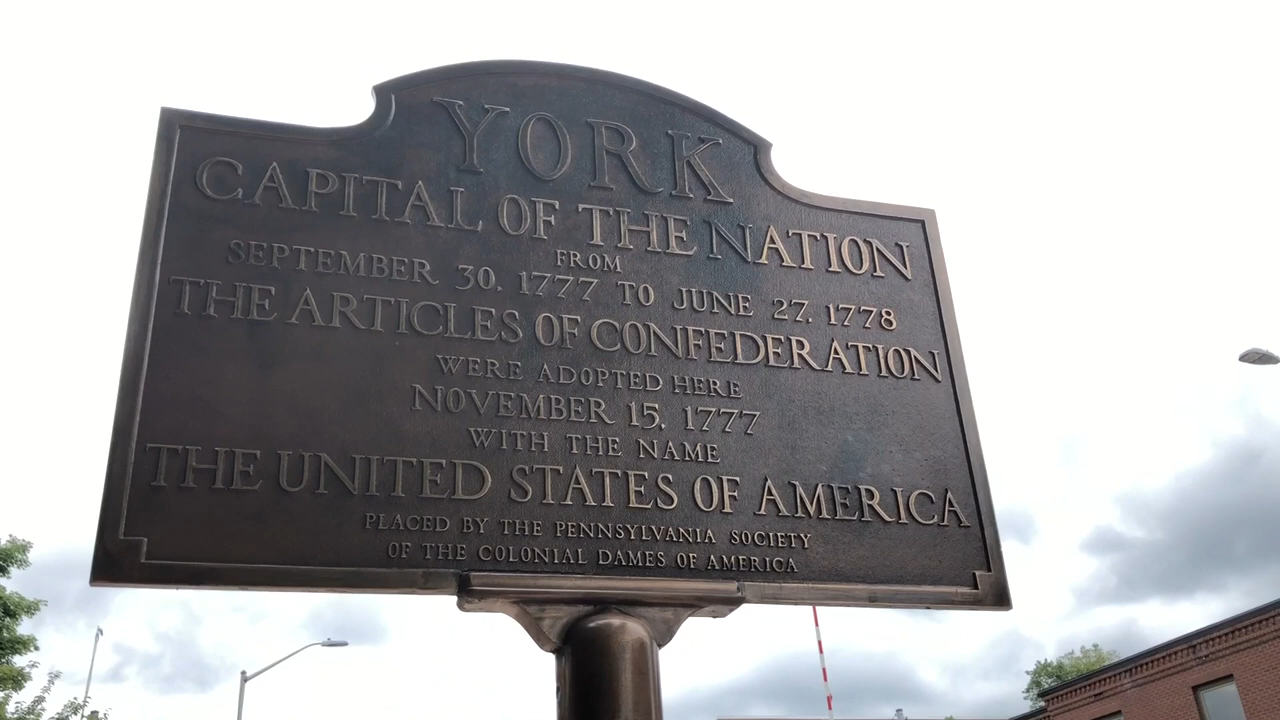 YORK
CAPITAL OF THE NATION
FROM
SEPTEMBER 30, 1777 TO JUNE 27, 1778
THE ARTICLES OF CONFEDERATION
WERE ADOPTED HERE
NOVEMBER 15, 1777
WITH THE NAME
THE UNITED STATES OF AMERICA
PLACED BY THE PENNSYLVANIA SOCIETY
OF THE COLONIAL DAMES OF AMERICA